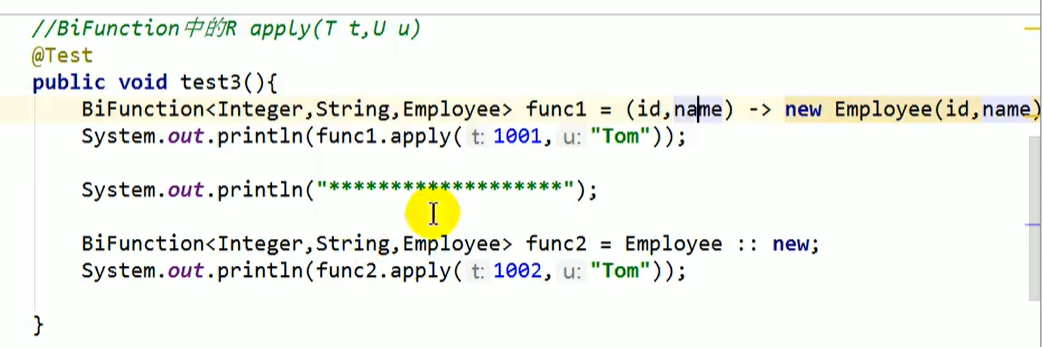 //BiFunction中的R apply(T t,U u)
@Test
public void test3(){
    BiFunction<Integer,String,Employee> func1 = (id,name) -> new Employee(id,name)
    System.out.println(func1.apply( t: 1001, u: "Tom"));
    System.out.println("*******************");
    BiFunction<Integer,String,Employee> func2 = Employee :: new;
    System.out.println(func2.apply( t: 1002, u: "Tom"));
}